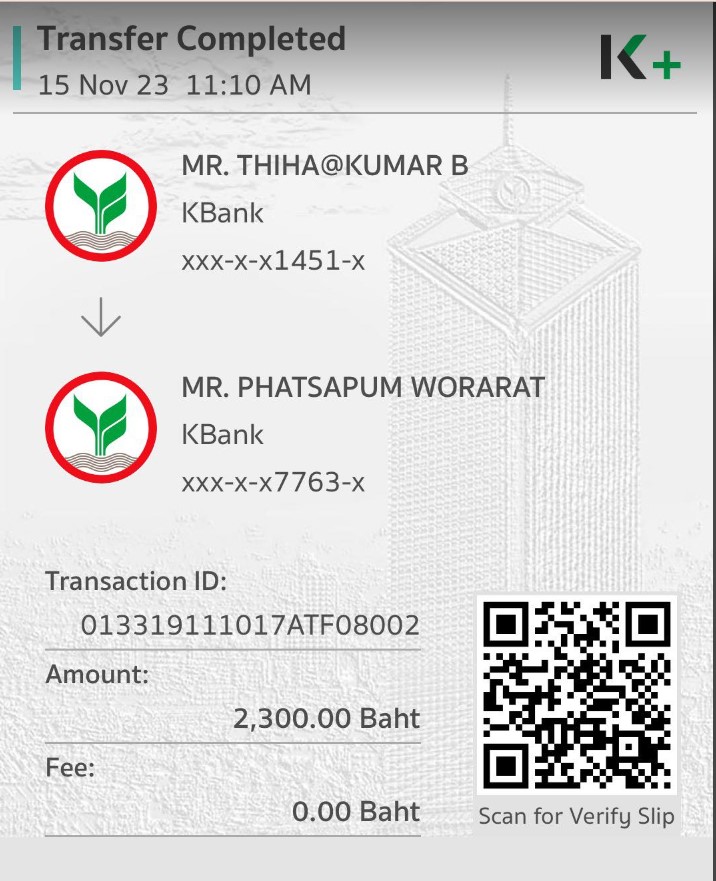 Transfer Completed
15 Nov 23 11:10 AM
K+
MR. THIHA@KUMAR B
KBank
xxx-x-x1451-x
MR. PHATSAPUM WORARAT
KBank
xxx-x-x7763-x
Transaction ID:
013319111017ATF08002
Amount:
2,300.00 Baht
Fee:
0.00 Baht
Scan for Verify Slip